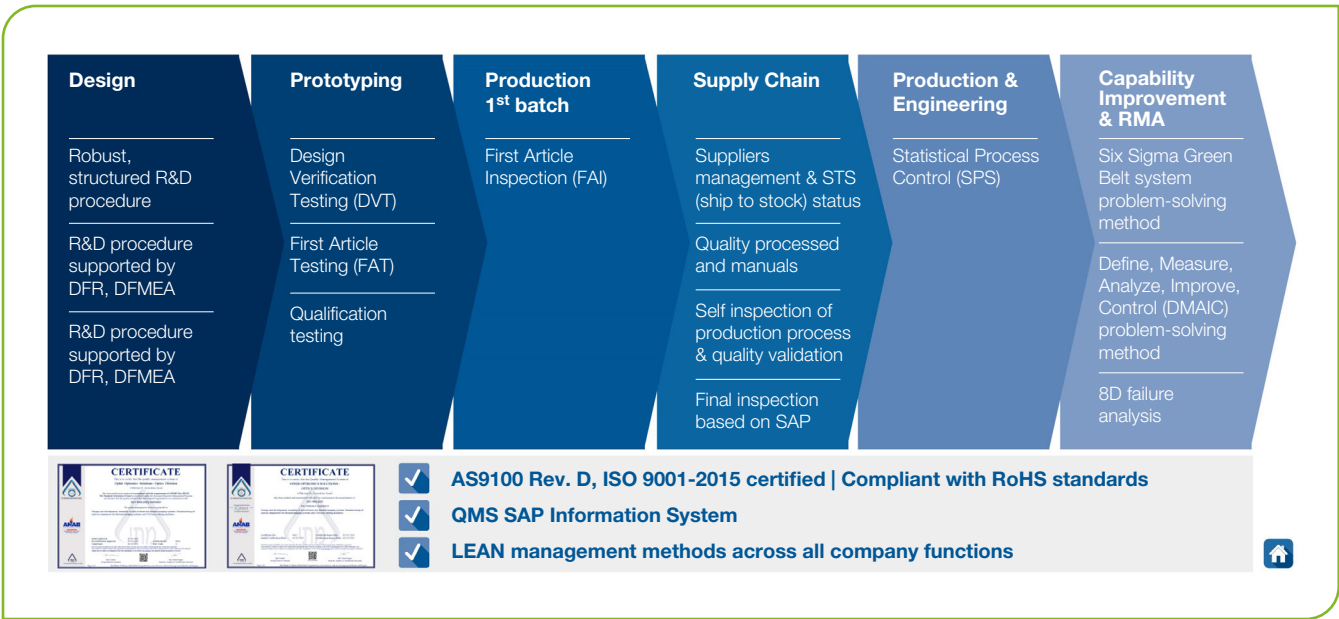 Design
Robust,
structured R&D
procedure
R&D procedure
supported by
DFR, DFMEA
R&D procedure
supported by
DFR, DFMEA
Prototyping
Design
Verification
Testing (DVT)
First Article
Testing (FAT)
Qualification
testing
Production
1st batch
First Article
Inspection (FAI)
Supply Chain
Suppliers
management & STS
(ship to stock) status
Quality processed
and manuals
Self inspection of
production process
& quality validation
Final inspection
based on SAP
Production &
Engineering
Statistical Process
Control (SPS)
Capability
Improvement
& RMA
Six Sigma Green
Belt system
problem-solving
method
Define, Measure,
Analyze, Improve,
Control (DMAIC)
problem-solving
method
8D failure
analysis
CERTIFICATE
ANAB
CERTIFICATE
ANAB
AS9100 Rev. D, ISO 9001-2015 certified | Compliant with RoHS standards
QMS SAP Information System
LEAN management methods across all company functions